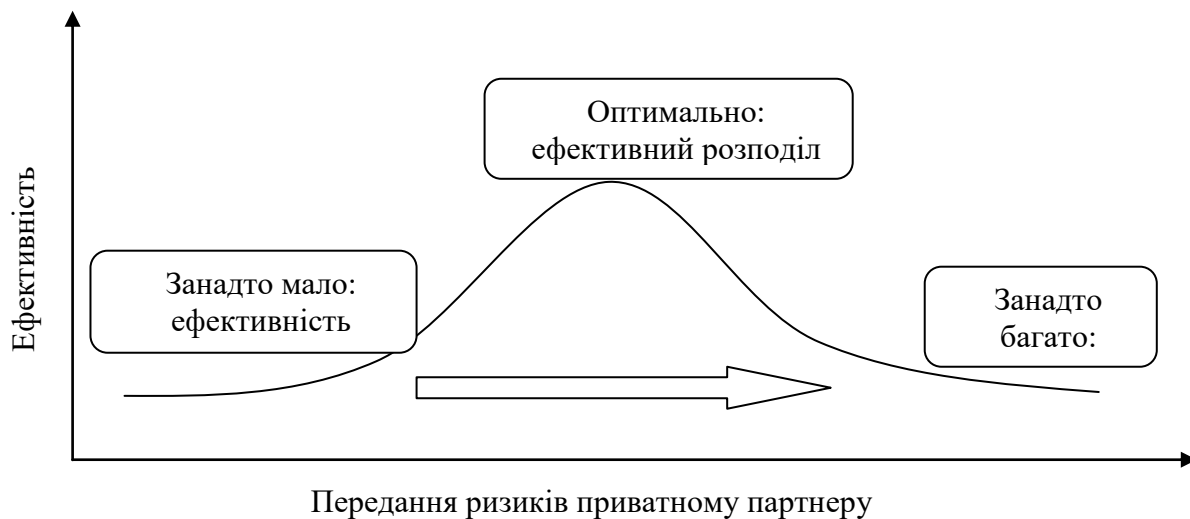 Ефективність
Оптимально:
ефективний розподіл
Занадто мало:
ефективність
Занадто
багато:
Передання ризиків приватному партнеру